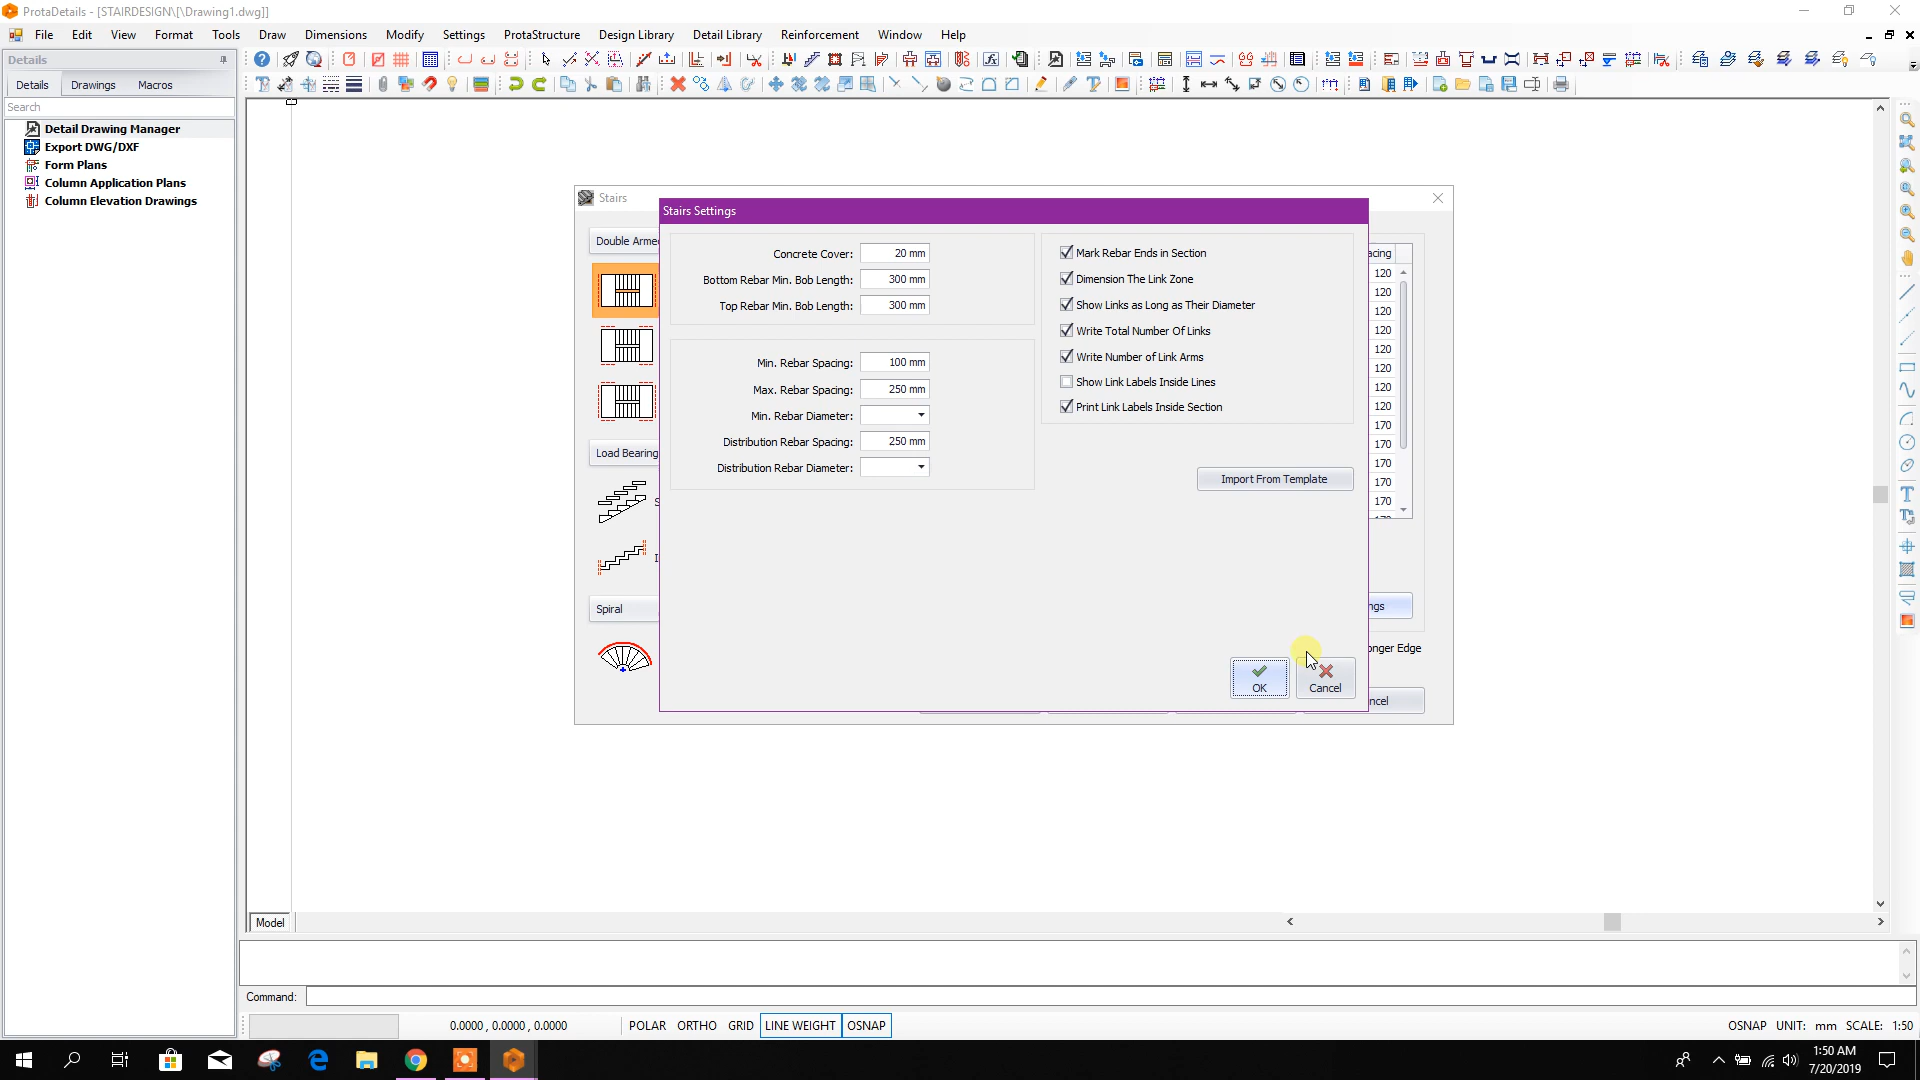 ProtaDetails - [STAIRDESIGN\[\Drawing1.dwg]]
File Edit View Format Tools Draw Dimensions Modify Settings ProtaStructure Design Library Detail Library Reinforcement Window Help
Details
Details Drawings Macros
Search
Detail Drawing Manager
Export DWG/DXF
Form Plans
Column Application Plans
Column Elevation Drawings
Stairs
Stairs Settings
Double Arme
Load Bearing
Spiral
Concrete Cover: 20 mm
Bottom Rebar Min. Bob Length: 300 mm
Top Rebar Min. Bob Length: 300 mm
Min. Rebar Spacing: 100 mm
Max. Rebar Spacing: 250 mm
Min. Rebar Diameter:
Distribution Rebar Spacing: 250 mm
Distribution Rebar Diameter:
Mark Rebar Ends in Section
Dimension The Link Zone
Show Links as Long as Their Diameter
Write Total Number Of Links
Write Number of Link Arms
Show Link Labels Inside Lines
Print Link Labels Inside Section
Import From Template
OK
Cancel
acing
120
120
120
120
120
120
120
120
170
170
170
170
170
ngs
onger Edge
ncel
Model
Command:
0.0000 , 0.0000 , 0.0000 POLAR ORTHO GRID LINE WEIGHT OSNAP
OSNAP UNIT: mm SCALE: 1:50
1:50 AM
7/20/2019